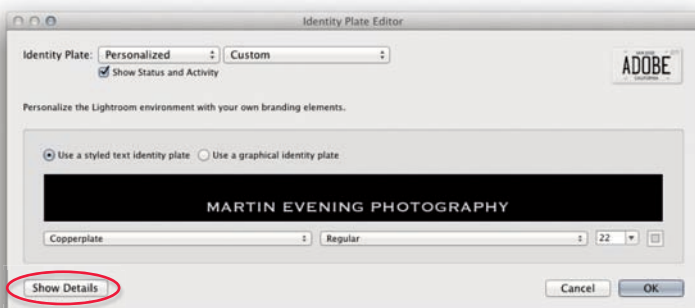 Identity Plate Editor
Identity Plate: Personalized Custom
Show Status and Activity
ADOBE
CALIFORNIA
Personalize the Lightroom environment with your own branding elements.
Use a styled text identity plate Use a graphical identity plate
MARTIN EVENING PHOTOGRAPHY
Copperplate Regular 22
Show Details Cancel OK